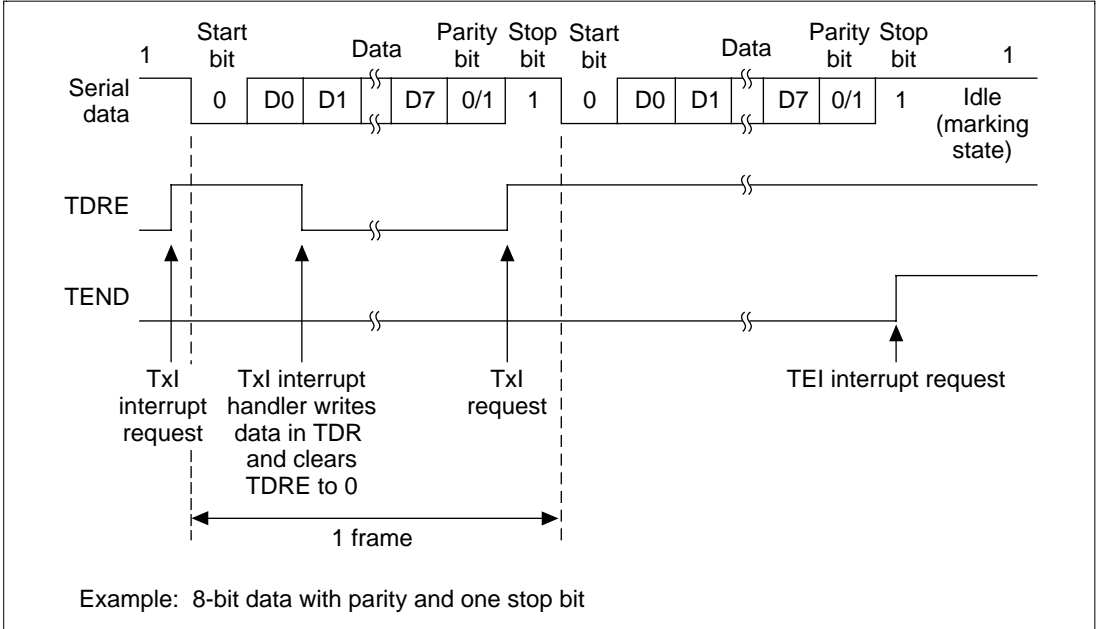 Start bit
Data
Parity bit
Stop bit
Start bit
Data
Parity bit
Stop bit
1
1
Serial data
0
D0
D1
D7
0/1
1
0
D0
D1
D7
0/1
1
Idle (marking state)
TDRE
TEND
TxI interrupt request
TxI interrupt handler writes data in TDR and clears TDRE to 0
TxI request
TEI interrupt request
1 frame
Example: 8-bit data with parity and one stop bit